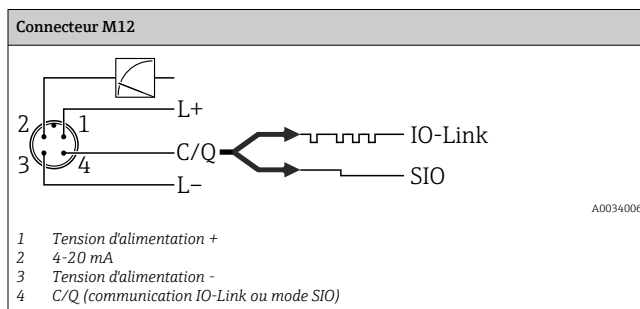 Connecteur M12
L+
2 1
C/Q
IO-Link
3 4
L–
SIO
A0034006
1 Tension d'alimentation +
2 4-20 mA
3 Tension d'alimentation -
4 C/Q (communication IO-Link ou mode SIO)